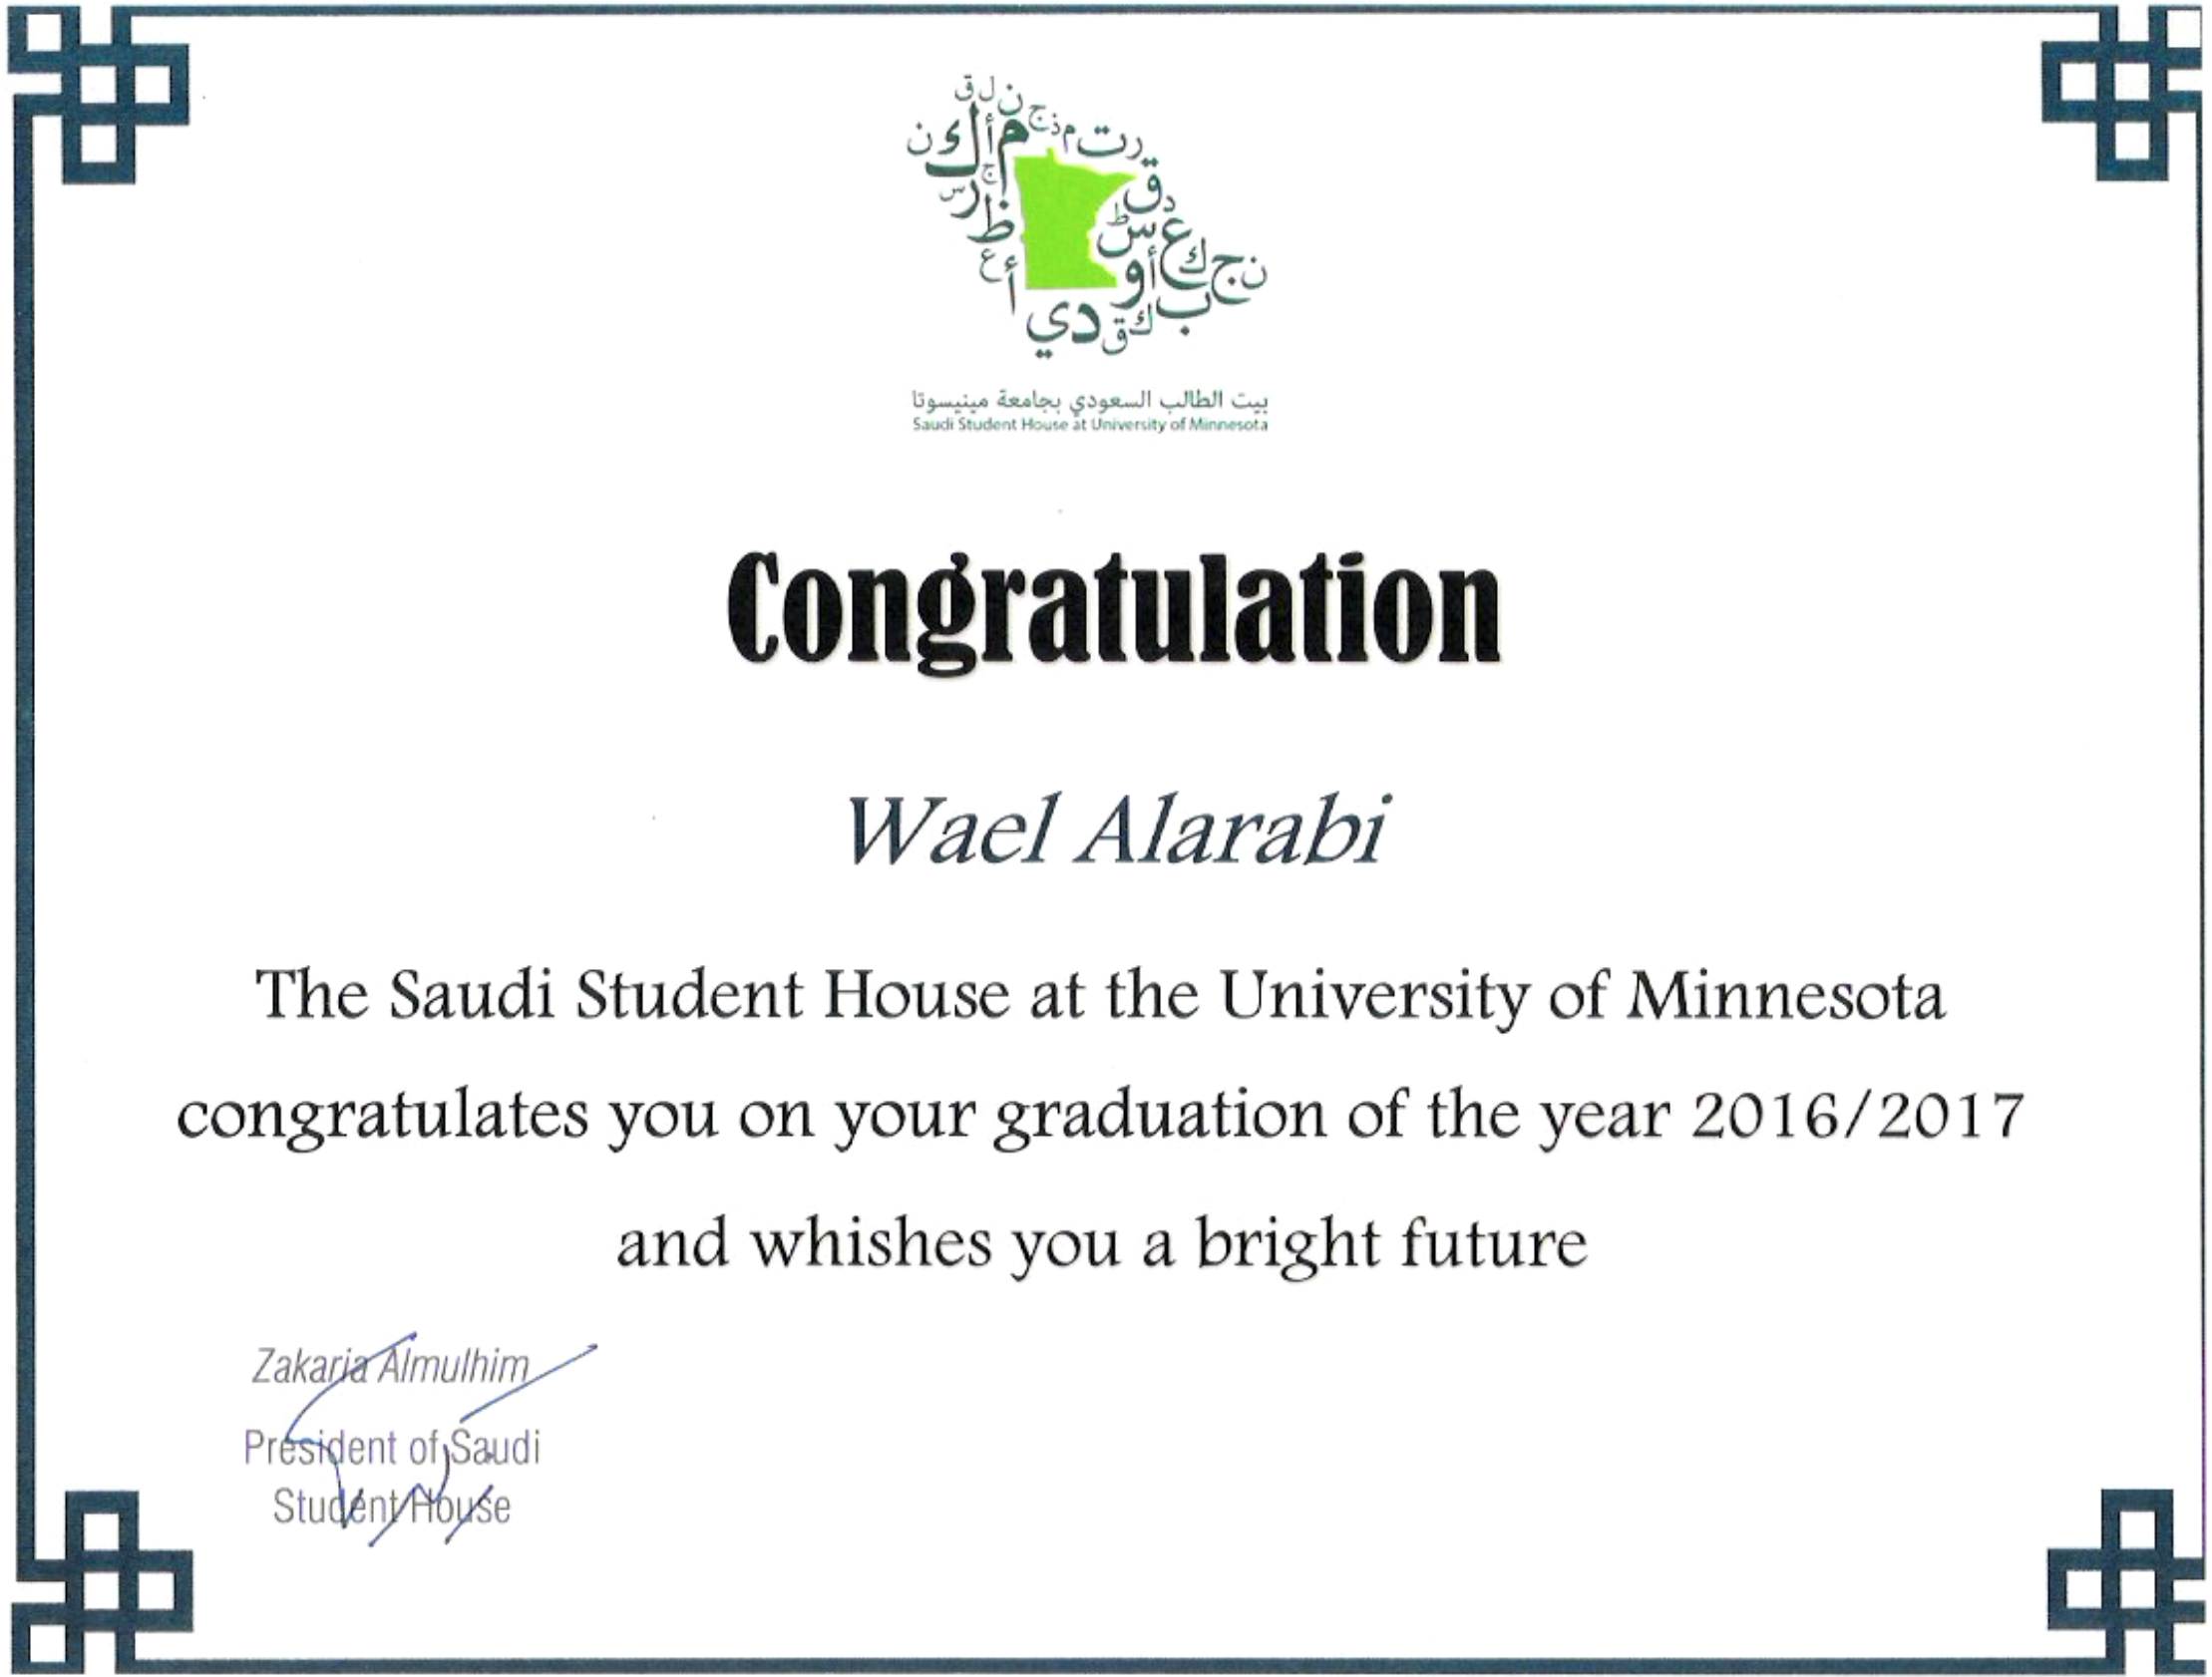 بيت الطالب السعودي بجامعة مينيسوتا
Saudi Student House at University of Minnesota
Congratulation
Wael Alarabi
The Saudi Student House at the University of Minnesota
congratulates you on your graduation of the year 2016/2017
and whishes you a bright future
Zakaria Almulhim
President of Saudi
Student House